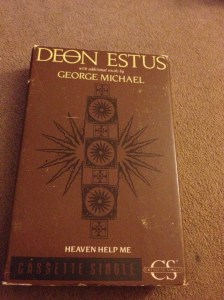 DEON ESTUS
with additional vocals by
GEORGE MICHAEL
HEAVEN HELP ME
CASSETTE SINGLE
CS